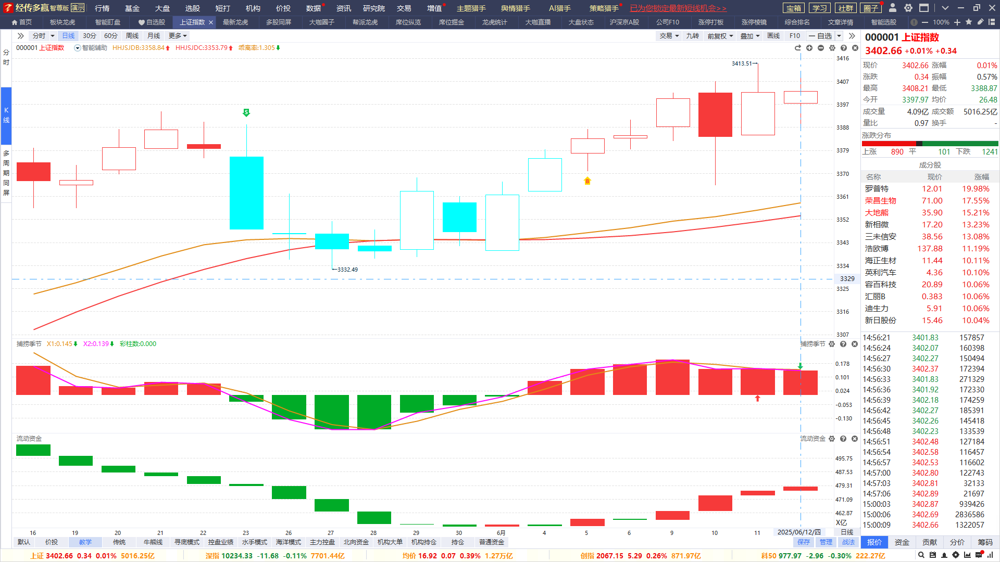 经传多赢 智尊版 演示 行情 基金 大盘 选股 短打 机构 价投 数据 资讯 研究院 交易 增值 主题猎手 舆情猎手 AI猎手 策略猎手 已为您锁定最新短线机会>> 宝箱 学习 社群 圈子
首页 板块龙虎 智能盯盘 自选股 上证指数 最新龙虎 多股同屏 大咖圈子 帮派龙虎 席位纵览 席位掘金 龙虎统计 大咖直播 大盘状态 沪深京A股 公司F10 涨停打板 涨停棱镜 综合排名 文章详情 智能选股 100%
分时 日线 30分 60分 周线 月线 更多 交易 九转 前复权 叠加 画线 F10 一自选
000001 上证指数 智能辅助 HHJSJDB:3358.84 HHJSJDC:3353.79 乖离率:1.305
分时
K线
多周期同屏
3413.51
3332.49
3416
3407
3397
3388
3379
3370
3361
3352
3343
3334
3329
3325
3316
3307
S
B
捕捞季节 X1:0.145 X2:0.139 彩柱数:0.000 捕捞季节
0.178
0.101
0.024
-0.053
-0.130
流动资金 流动资金
495.75
487.53
479.31
471.09
462.87
X亿
16 19 20 21 22 23 26 27 28 29 30 6月 4 5 6 9 10 11 2025/06/12/四 日线
默认 价投 教学 传统 牛能线 寻底模式 控盘业绩 水手模式 海洋模式 主力控盘 北向资金 机构大单 机构持仓 持仓 普通资金 保存 管理 战法
000001 上证指数
3402.66 +0.01% +0.34
现价 3402.66 涨幅 0.01%
涨跌 0.34 振幅 0.57%
最高 3408.21 最低 3388.87
今开 3397.97 均价 26.48
成交量 4.09亿 成交额 5016.25亿
量比 0.97 换手 -
涨跌分布
上涨 890 平 101 下跌 1241
成分股
名称 现价 涨幅
罗普特 12.01 19.98%
荣昌生物 71.00 17.55%
大地熊 35.90 15.21%
新相微 17.20 13.23%
三未信安 38.56 13.08%
浩欧博 137.88 11.19%
海正生材 11.44 10.11%
英利汽车 4.36 10.10%
容百科技 20.89 10.06%
汇丽B 0.383 10.06%
迪生力 5.91 10.06%
新日股份 15.46 10.04%
14:56:21 3401.83 157857
14:56:24 3402.07 160398
14:56:27 3402.27 150494
14:56:30 3402.37 172394
14:56:33 3401.83 271329
14:56:36 3401.92 172330
14:56:39 3402.18 174259
14:56:42 3402.27 185391
14:56:45 3402.26 145418
14:56:48 3402.23 133539
14:56:51 3402.48 127184
14:56:54 3402.58 116457
14:56:57 3402.53 116602
14:57:00 3402.80 122743
14:57:03 3402.81 32133
14:57:06 3402.89 21697
15:00:03 3402.87 939426
15:00:06 3402.69 2836586
15:00:09 3402.66 1322057
报价 资金 贡献 分价 筹码
上证 3402.66 0.34 0.01% 5016.25亿 深指 10234.33 -11.68 -0.11% 7701.44亿 均价 16.92 0.07 0.39% 1.27万亿 创指 2067.15 5.29 0.26% 871.97亿 科50 977.97 -2.96 -0.30% 222.27亿